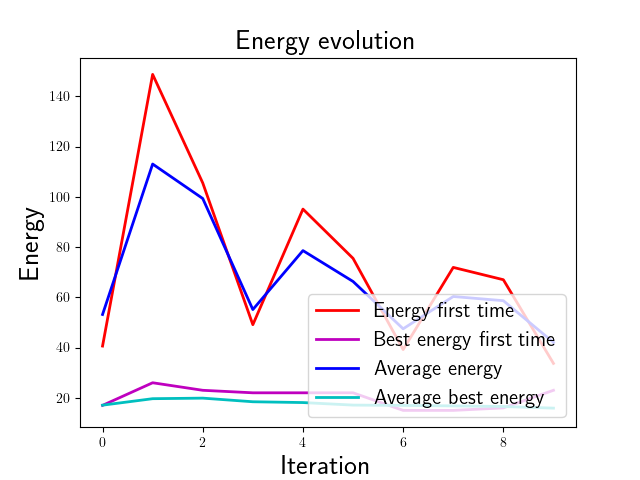 Energy evolution
Energy
140
120
100
80
60
40
20
Energy first time
Best energy first time
Average energy
Average best energy
0
2
4
6
8
Iteration